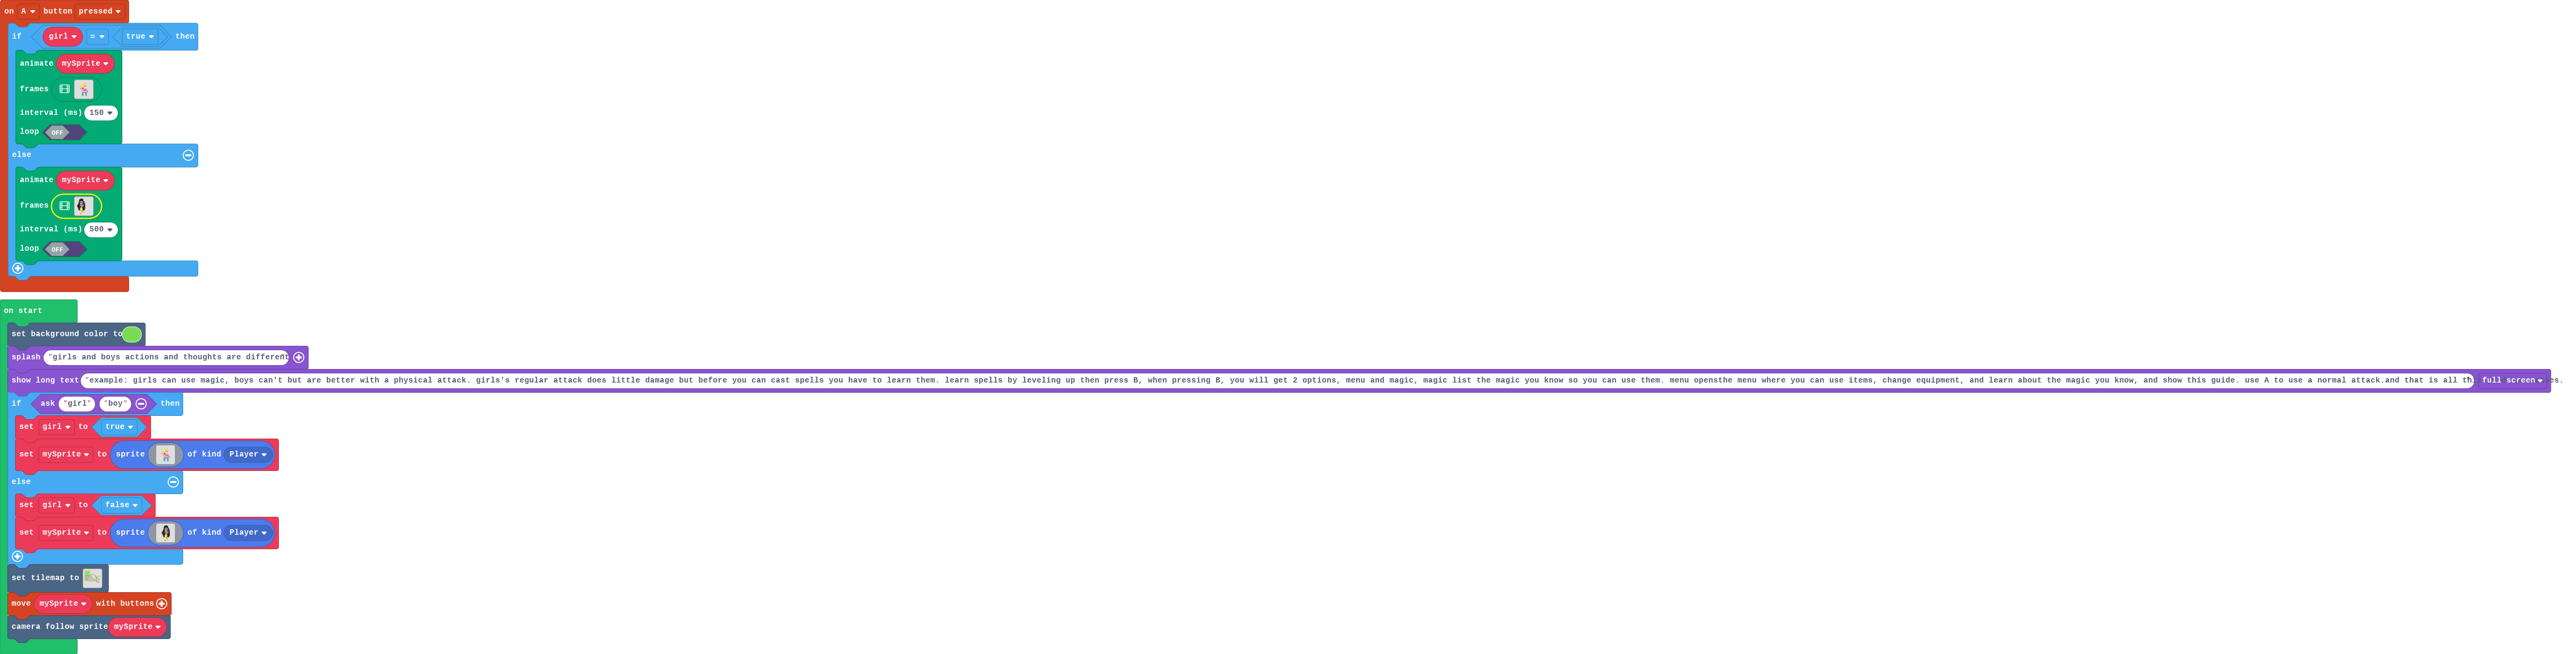 on A button pressed
if girl = true then
animate mySprite
frames
interval (ms) 150
loop OFF
else
animate mySprite
frames
interval (ms) 500
loop OFF
on start
set background color to
splash "girls and boys actions and thoughts are different
show long text "example: girls can use magic, boys can't but are better with a physical attack. girls's regular attack does little damage but before you can cast spells you have to learn them. learn spells by leveling up then press B, when pressing B, you will get 2 options, menu and magic, magic list the magic you know so you can use them. menu opensthe menu where you can use items, change equipment, and learn about the magic you know, and show this guide. use A to use a normal attack.and that is all full screen
if ask "girl" "boy" then
set girl to true
set mySprite to sprite of kind Player
else
set girl to false
set mySprite to sprite of kind Player
set tilemap to
move mySprite with buttons
camera follow sprite mySprite